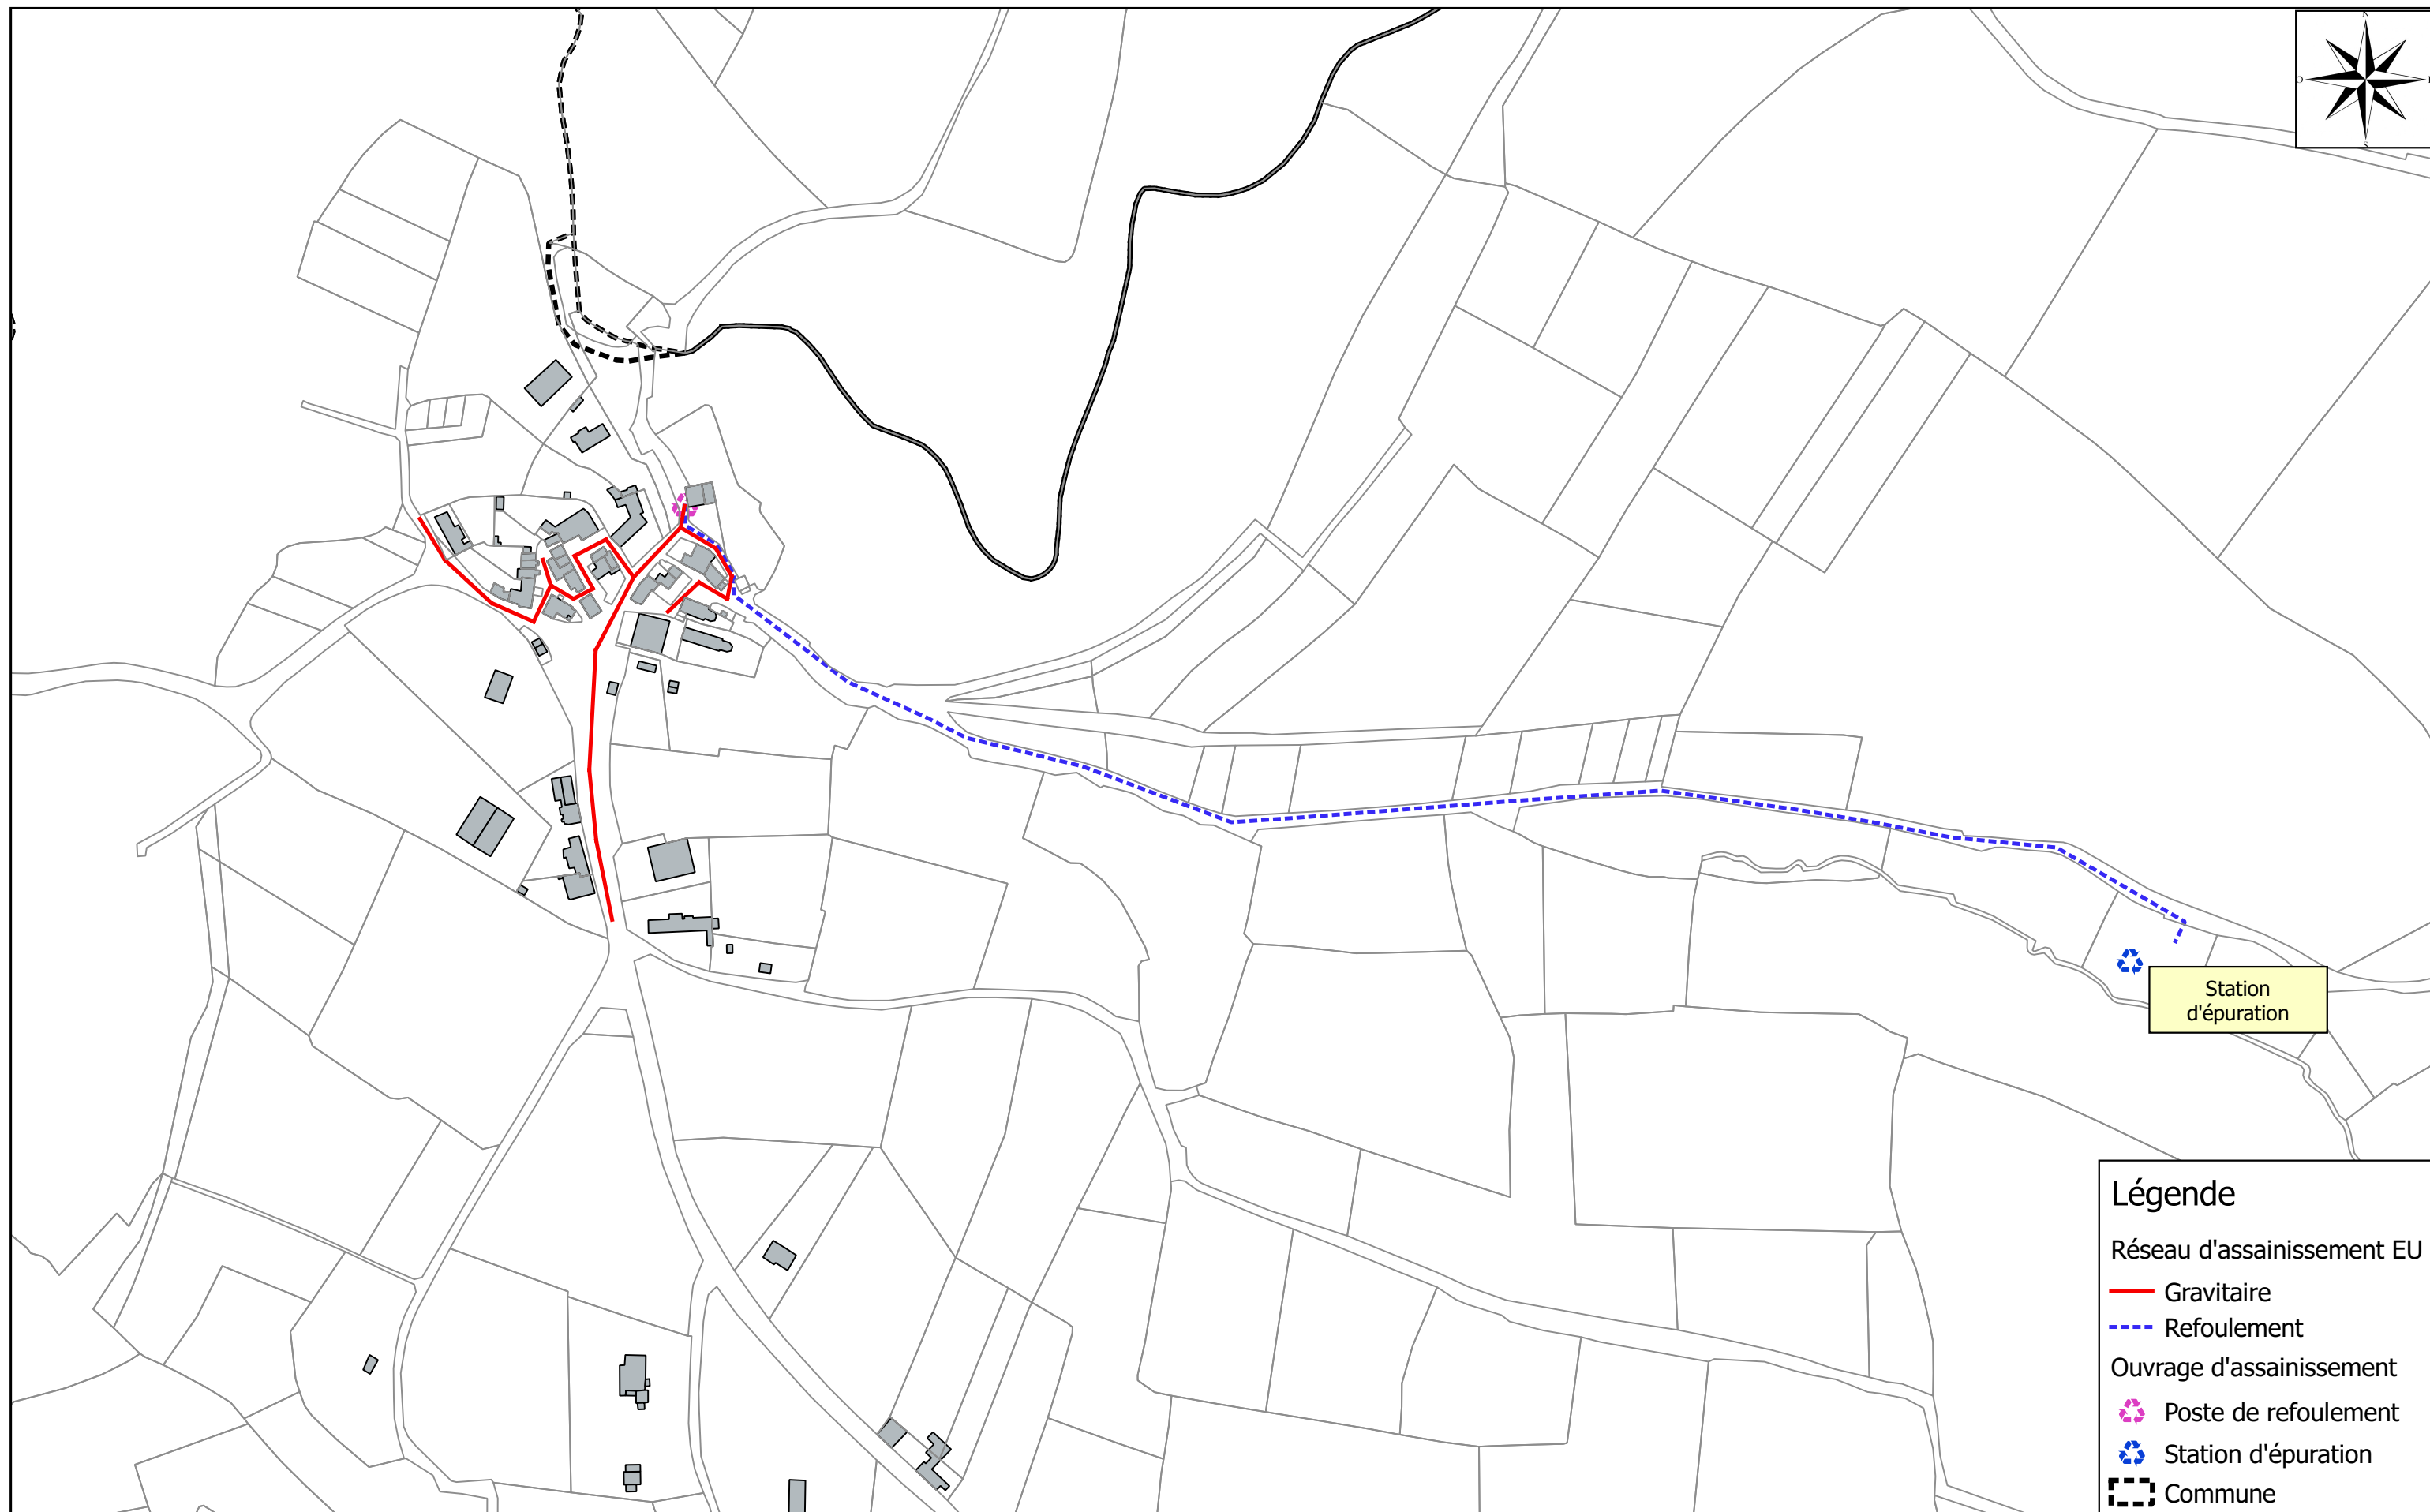 N
O
S
Station
d'épuration
Légende
Réseau d'assainissement EU
Gravitaire
Refoulement
Ouvrage d'assainissement
Poste de refoulement
Station d'épuration
Commune